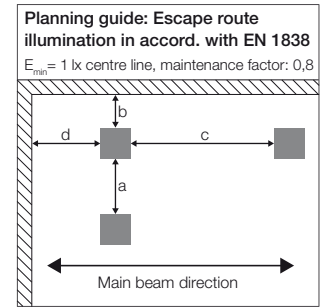 Planning guide: Escape route
illumination in accord. with EN 1838
Emin= 1 lx centre line, maintenance factor: 0,8
b
d
c
a
Main beam direction